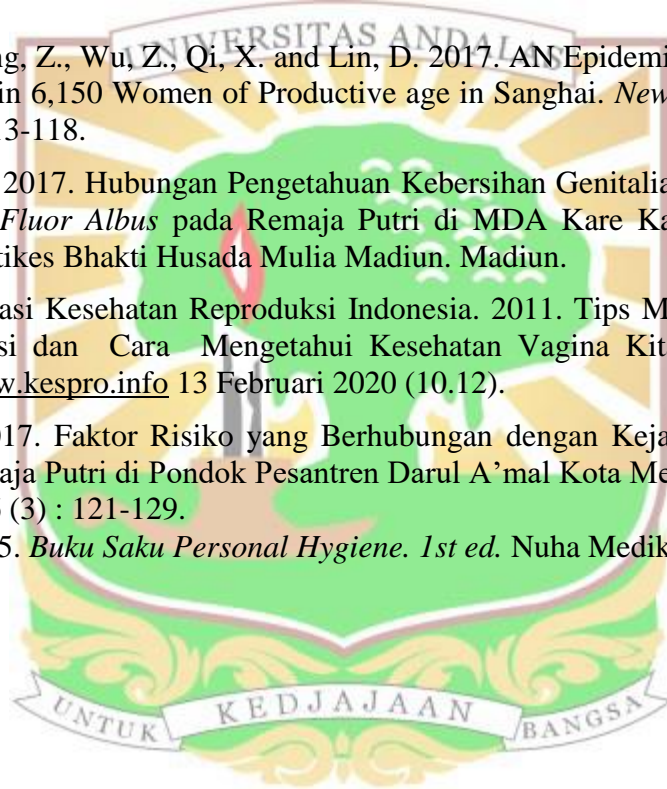 UNIVERSITAS ANDALAS
ng, Z., Wu, Z., Qi, X. and Lin, D. 2017. AN Epidemi
in 6,150 Women of Productive age in Sanghai. New
13-118.
2017. Hubungan Pengetahuan Kebersihan Genitalia
Fluor Albus pada Remaja Putri di MDA Kare Ka
tikes Bhakti Husada Mulia Madiun. Madiun.
asi Kesehatan Reproduksi Indonesia. 2011. Tips M
si dan Cara Mengetahui Kesehatan Vagina Kit
w.kespro.info 13 Februari 2020 (10.12).
017. Faktor Risiko yang Berhubungan dengan Keja
aja Putri di Pondok Pesantren Darul A’mal Kota Me
5 (3) : 121-129.
5. Buku Saku Personal Hygiene. 1st ed. Nuha Medik
UNTUK KEDJAJAAN BANGSA